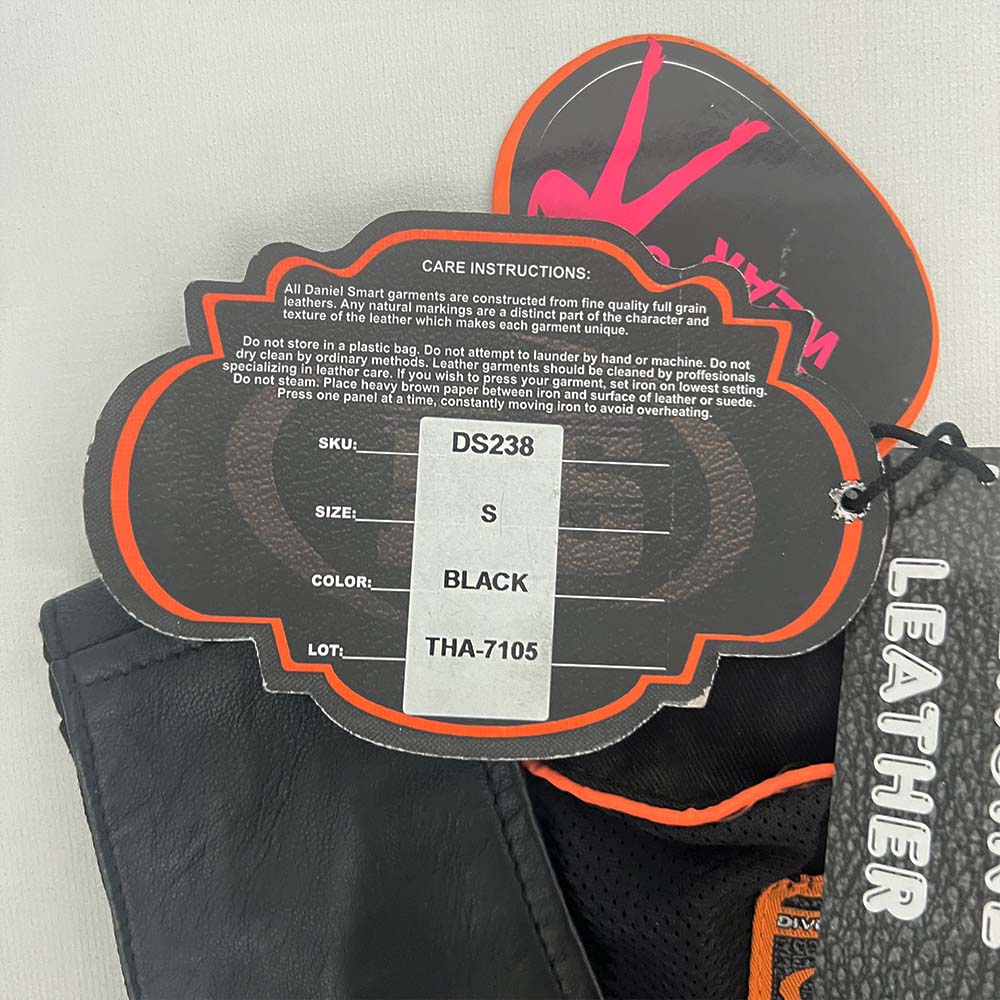 CARE INSTRUCTIONS:
All Daniel Smart garments are constructed from fine quality full grain
leathers. Any natural markings are a distinct part of the character and
texture of the leather which makes each garment unique.
Do not store in a plastic bag. Do not attempt to launder by hand or machine. Do not
dry clean by ordinary methods. Leather garments should be cleaned by proffesionals
specializing in leather care. If you wish to press your garment, set iron on lowest setting.
Do not steam. Place heavy brown paper between iron and surface of leather or suede.
Press one panel at a time, constantly moving iron to avoid overheating.
SKU: DS238
SIZE: S
COLOR: BLACK
LOT: THA-7105
WEAR
LEATHER